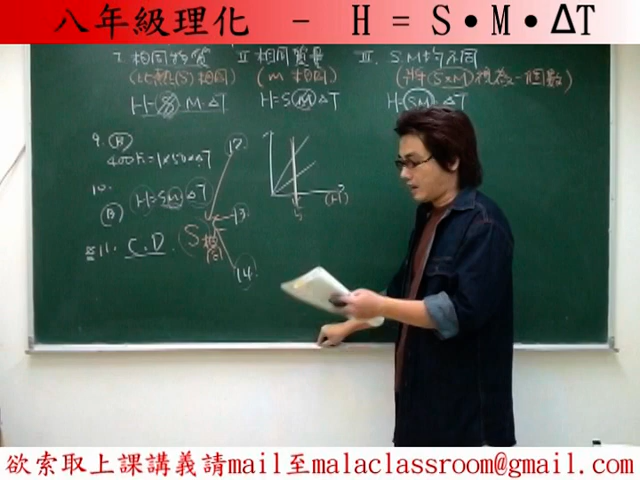 八年級理化 - H = S•M•ΔT
I 相同物質 II 相同質量 III. S.M均不同
(比熱(S)相同) (m 相同) (將(S×M)視為一個數)
H=S M·ΔT H=SMΔT H=SM·ΔT
9. (B)
400卡=1×50×ΔT
10.
(B) H=SMΔT
※11. C.D
12.
13.
14.
S
5
(H)
欲索取上課講義請mail至malaclassroom@gmail.com